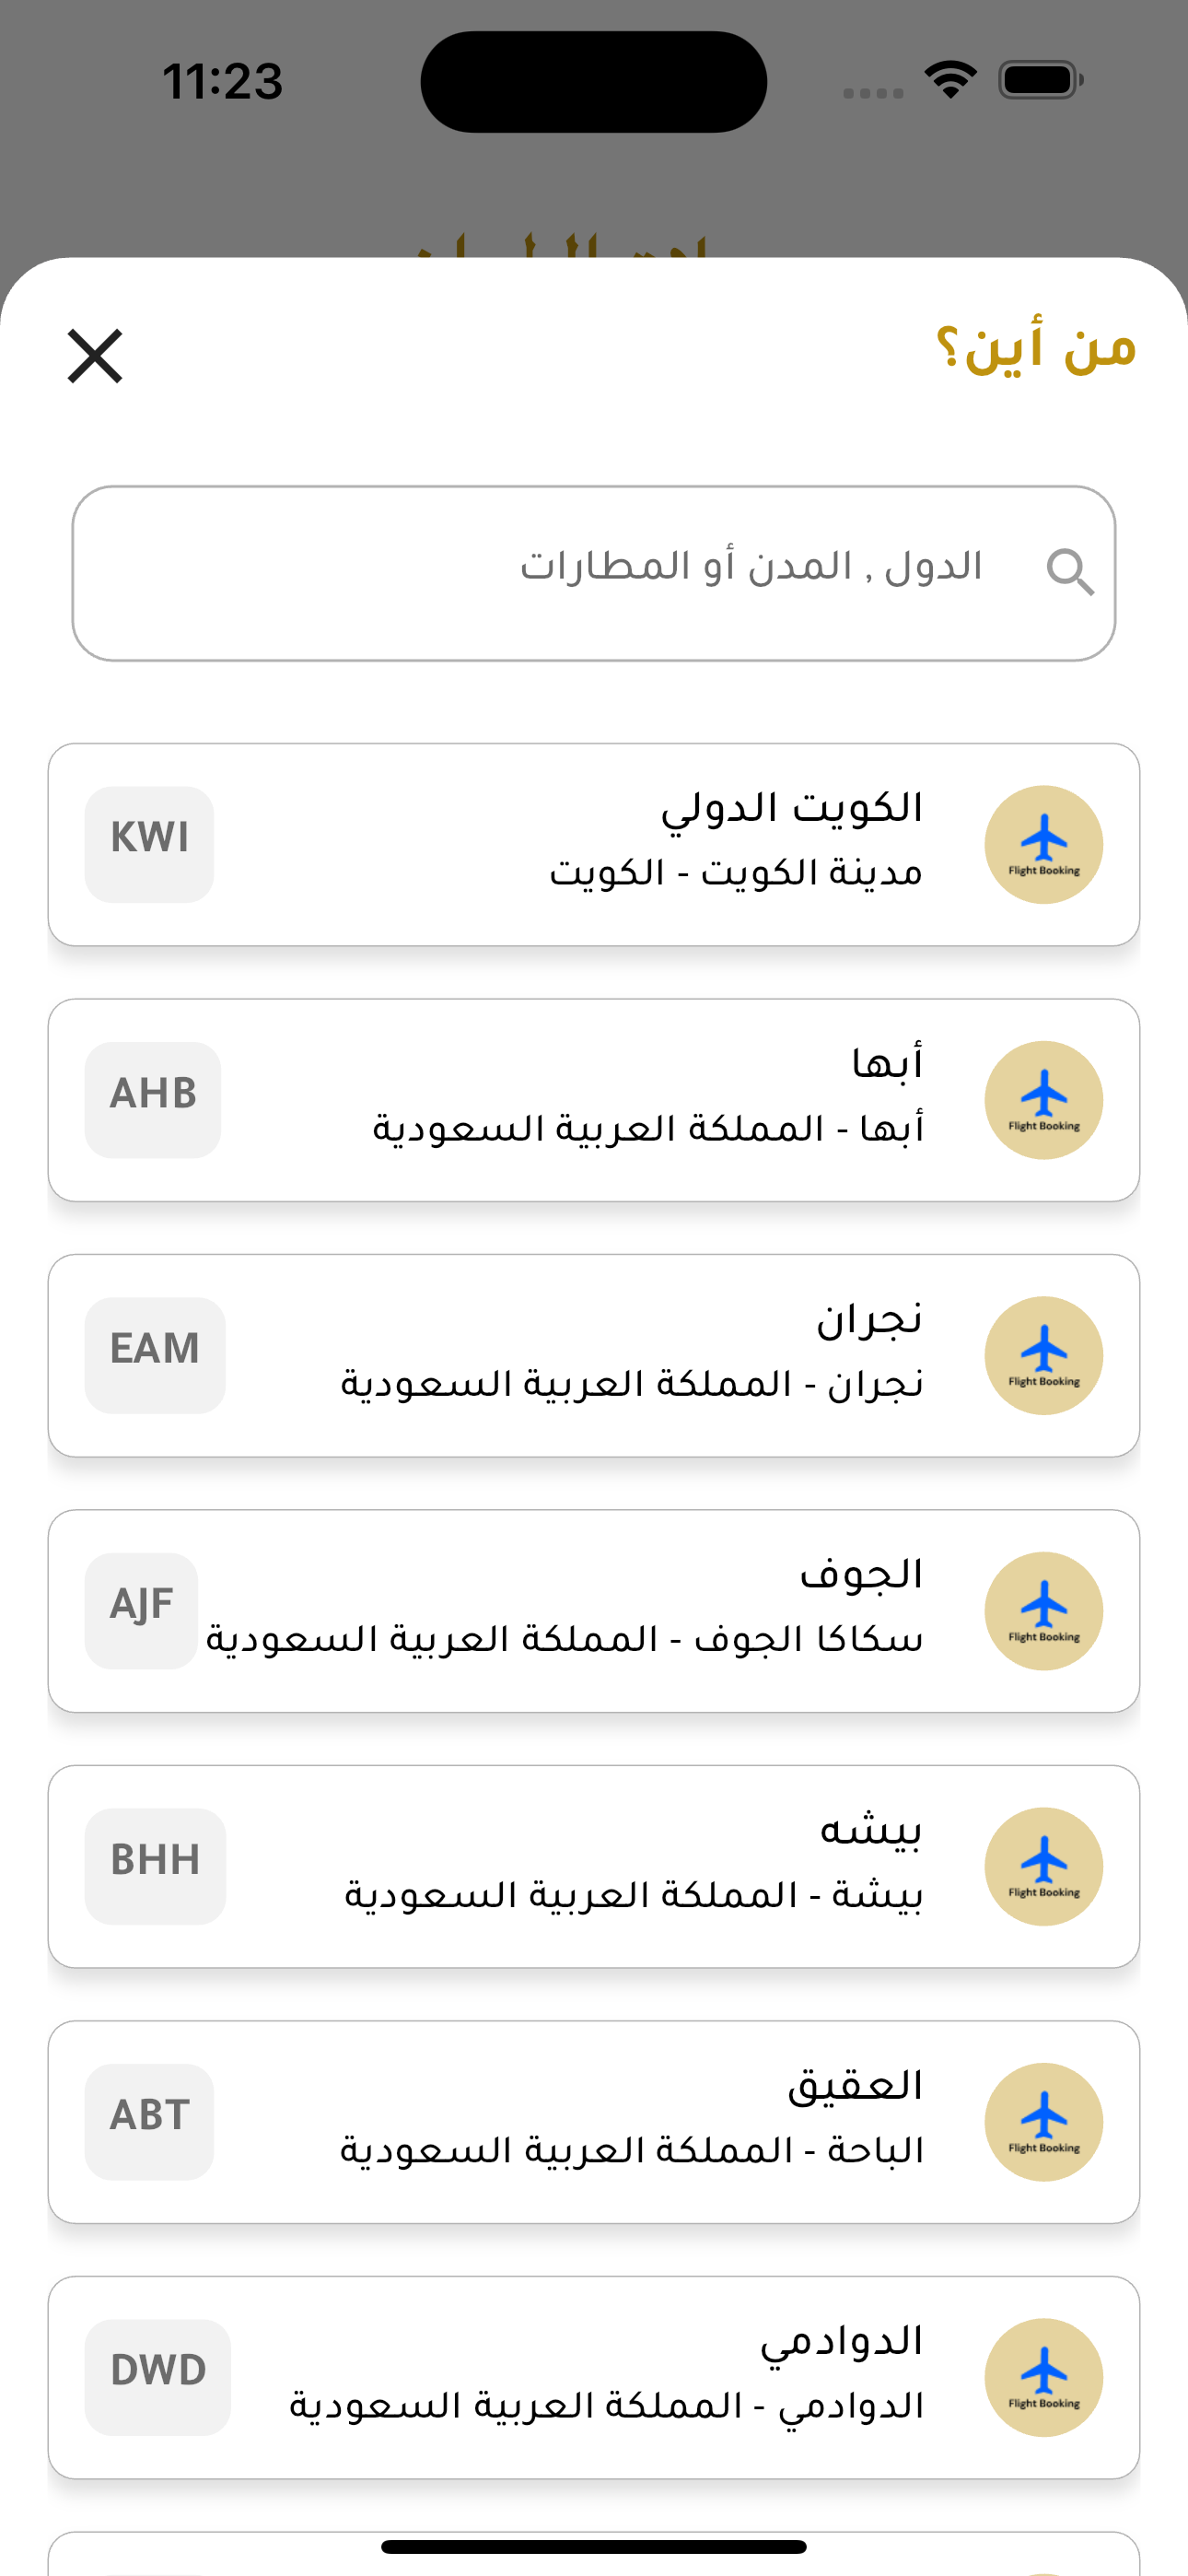 11:23
من أين؟
الدول , المدن أو المطارات
الكويت الدولي
مدينة الكويت - الكويت
KWI
Flight Booking
أبها
أبها - المملكة العربية السعودية
AHB
Flight Booking
نجران
نجران - المملكة العربية السعودية
EAM
Flight Booking
الجوف
سكاكا الجوف - المملكة العربية السعودية
AJF
Flight Booking
بيشه
بيشة - المملكة العربية السعودية
BHH
Flight Booking
العقيق
الباحة - المملكة العربية السعودية
ABT
Flight Booking
الدوادمي
الدوادمي - المملكة العربية السعودية
DWD
Flight Booking